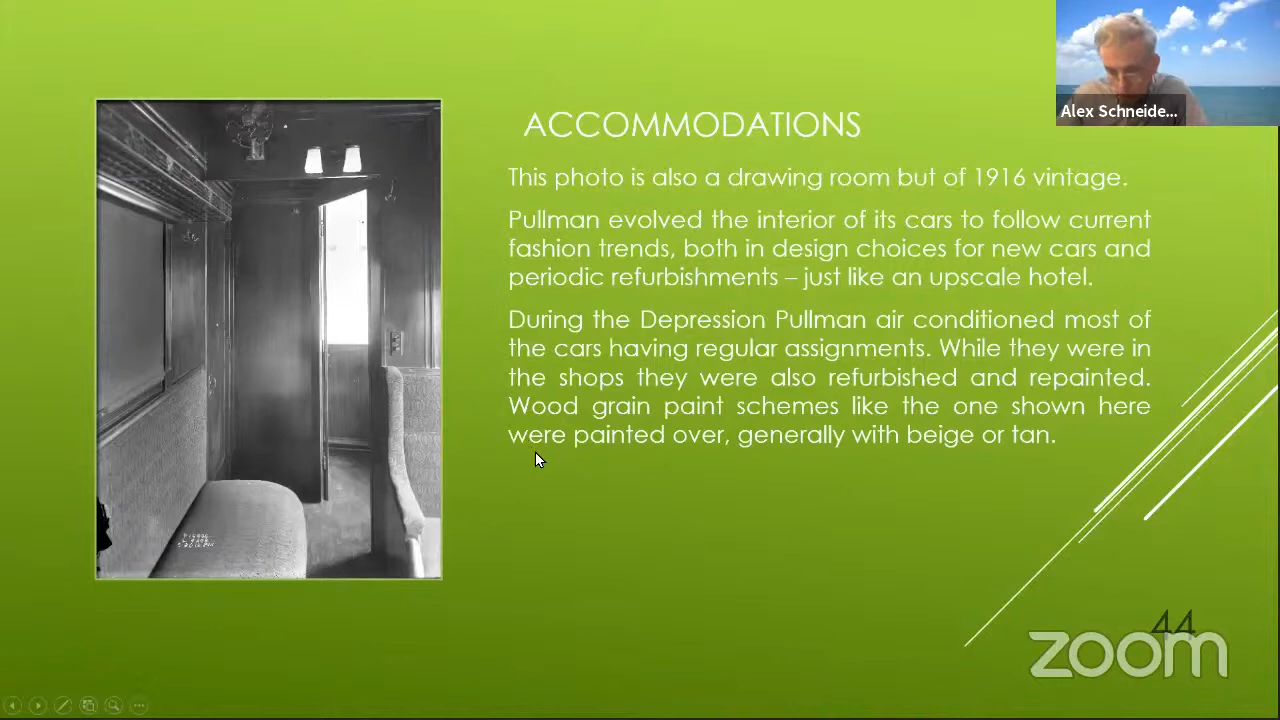 Alex Schneide...
ACCOMMODATIONS
This photo is also a drawing room but of 1916 vintage.
Pullman evolved the interior of its cars to follow current
fashion trends, both in design choices for new cars and
periodic refurbishments – just like an upscale hotel.
During the Depression Pullman air conditioned most of
the cars having regular assignments. While they were in
the shops they were also refurbished and repainted.
Wood grain paint schemes like the one shown here
were painted over, generally with beige or tan.
44
zoom